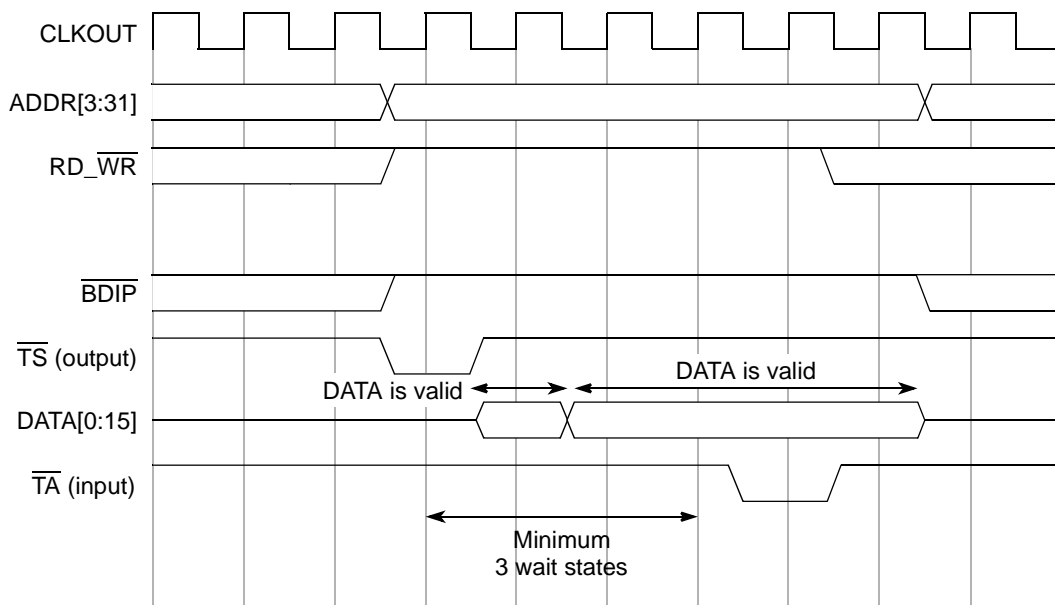 CLKOUT
ADDR[3:31]
RD_WR
BDIP
TS (output)
DATA is valid
DATA is valid
DATA[0:15]
TA (input)
Minimum
3 wait states